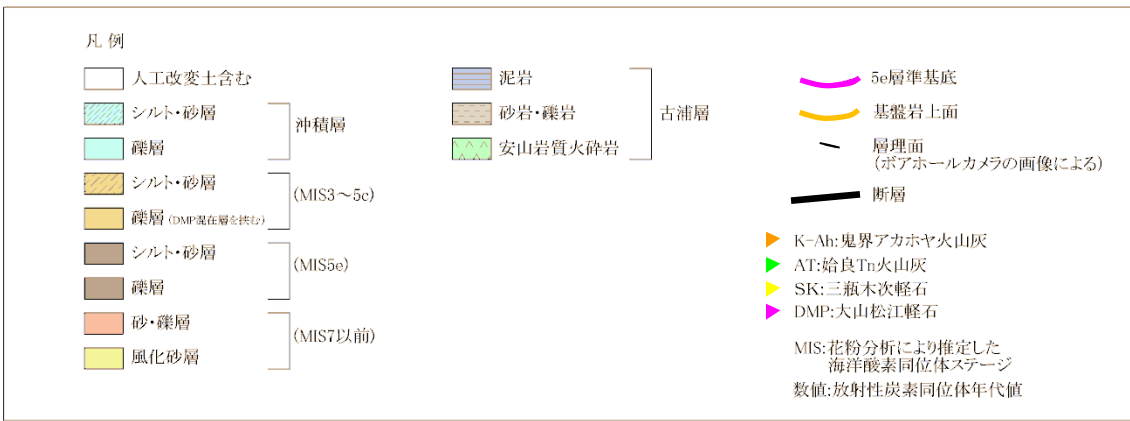 凡 例
人工改変土含む
シルト・砂層
礫層
沖積層
シルト・砂層
礫層(DMP混在層を挟む)
(MIS3～5c)
シルト・砂層
礫層
(MIS5e)
砂・礫層
風化砂層
(MIS7以前)
泥岩
砂岩・礫岩
安山岩質火砕岩
古浦層
5e層準基底
基盤岩上面
層理面
(ボアホールカメラの画像による)
断層
K-Ah:鬼界アカホヤ火山灰
AT:姶良Tn火山灰
SK:三瓶木次軽石
DMP:大山松江軽石
MIS:花粉分析により推定した
海洋酸素同位体ステージ
数値:放射性炭素同位体年代値